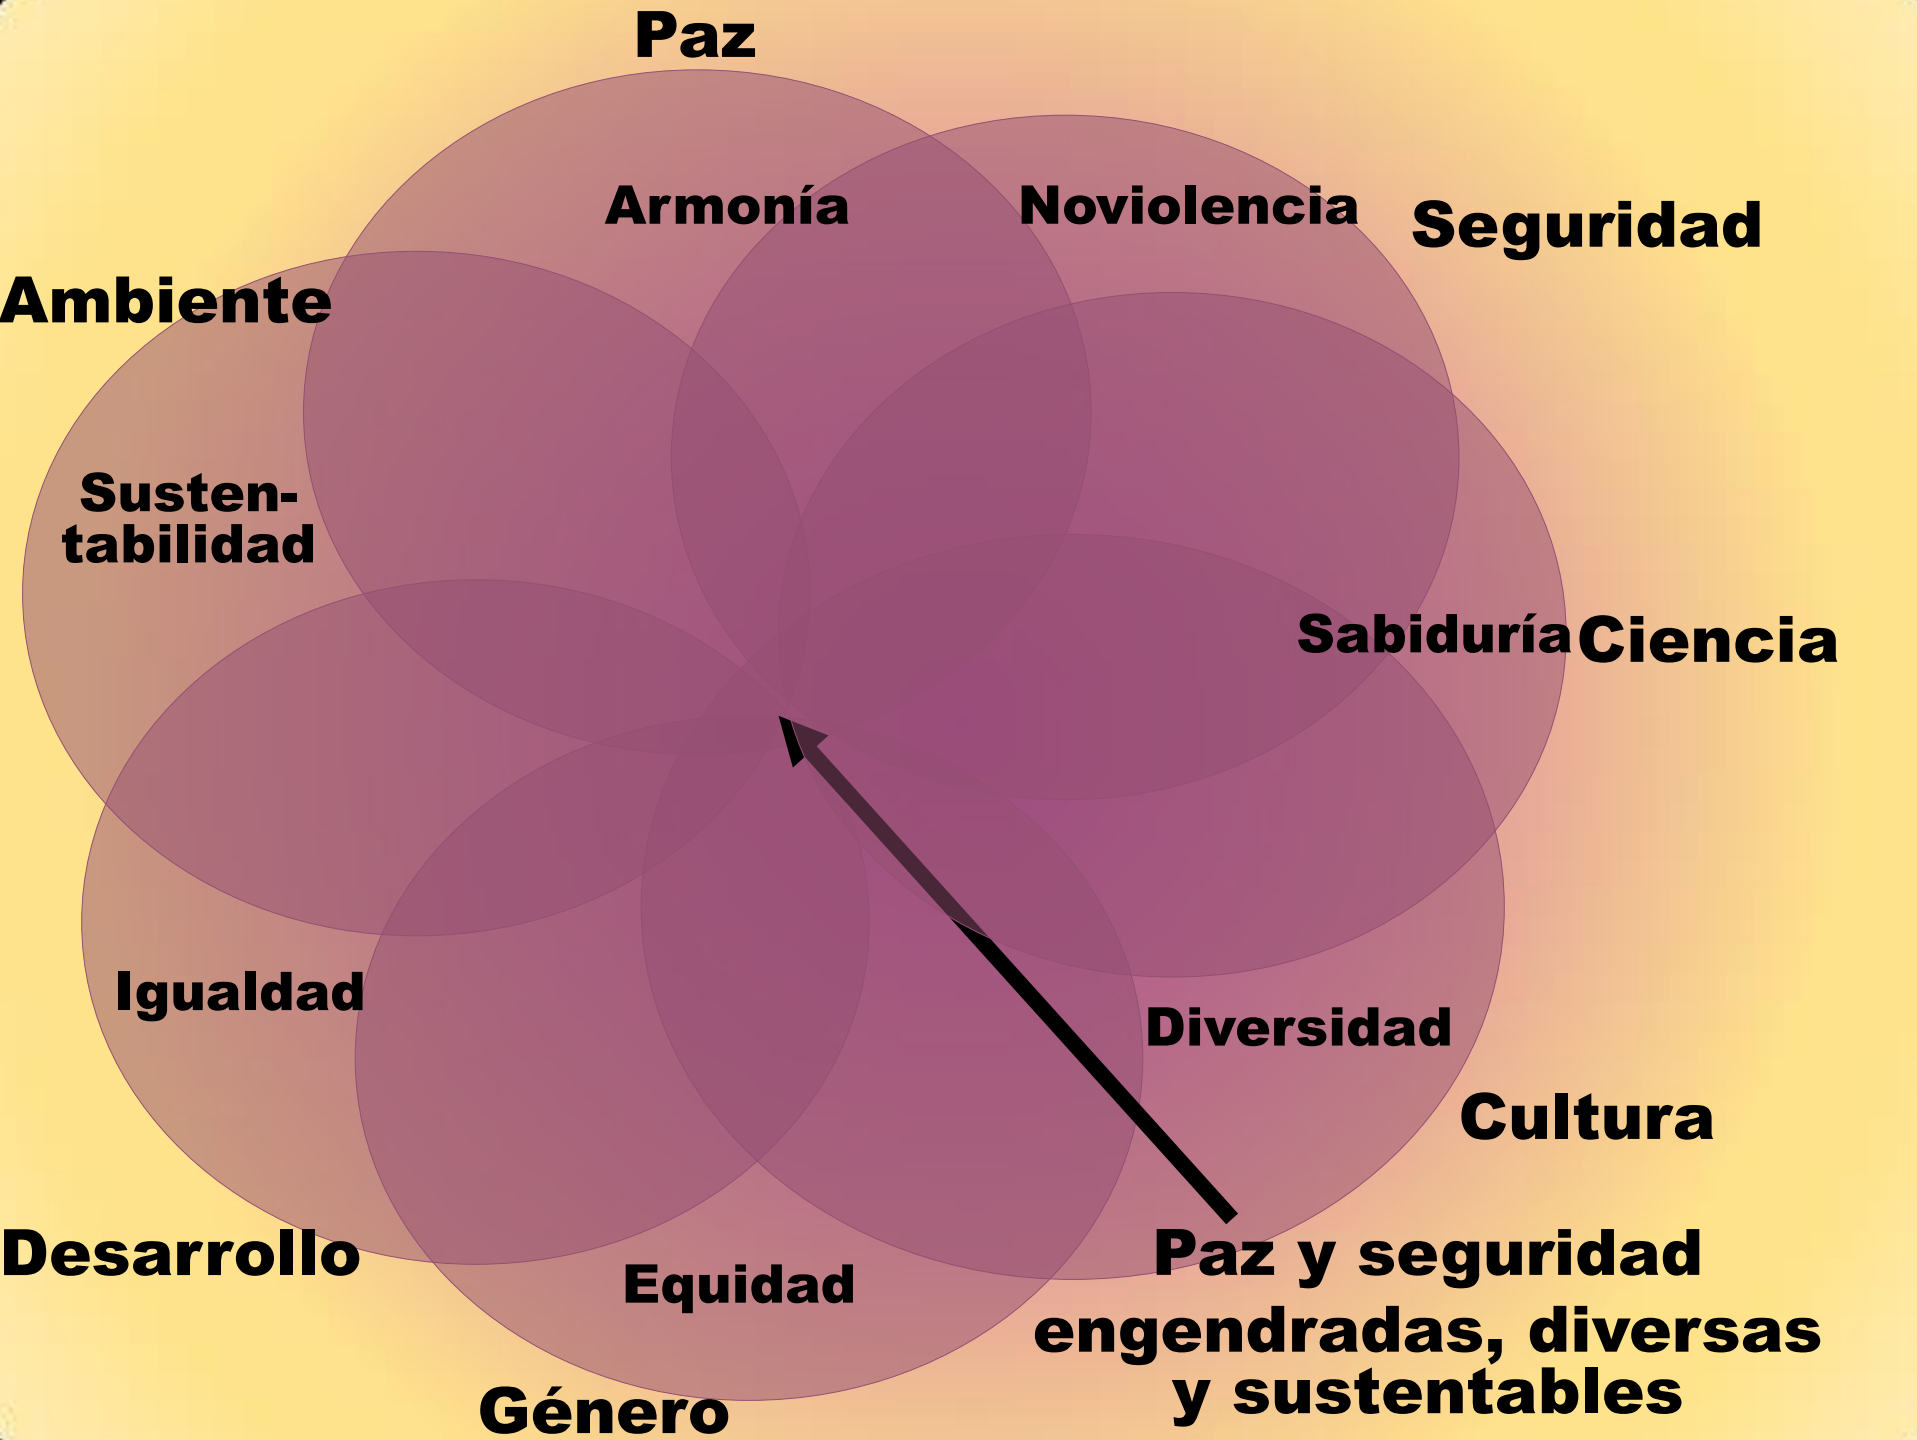 Paz
Armonía
Noviolencia
Seguridad
Ambiente
Susten-
tabilidad
Sabiduría
Ciencia
Igualdad
Diversidad
Cultura
Desarrollo
Equidad
Paz y seguridad
engendradas, diversas
y sustentables
Género